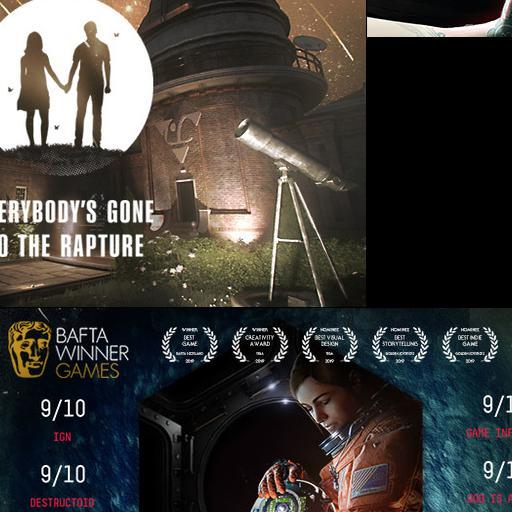 ERYBODY'S GONE
O THE RAPTURE
BAFTA
WINNER
GAMES
WINNER
BEST
GAME
BAFTA SCOTLAND
2019
WINNER
CREATIVITY
AWARD
TIGA
2019
NOMINEE
BEST VISUAL
DESIGN
TIGA
2019
NOMINEE
BEST
STORYTELLING
GOLDEN JOYSTICKS
2019
NOMINEE
BEST INDIE
GAME
GOLDEN JOYSTICKS
2019
9/10
IGN
9/10
DESTRUCTOID
9/1
GAME INF
9/1